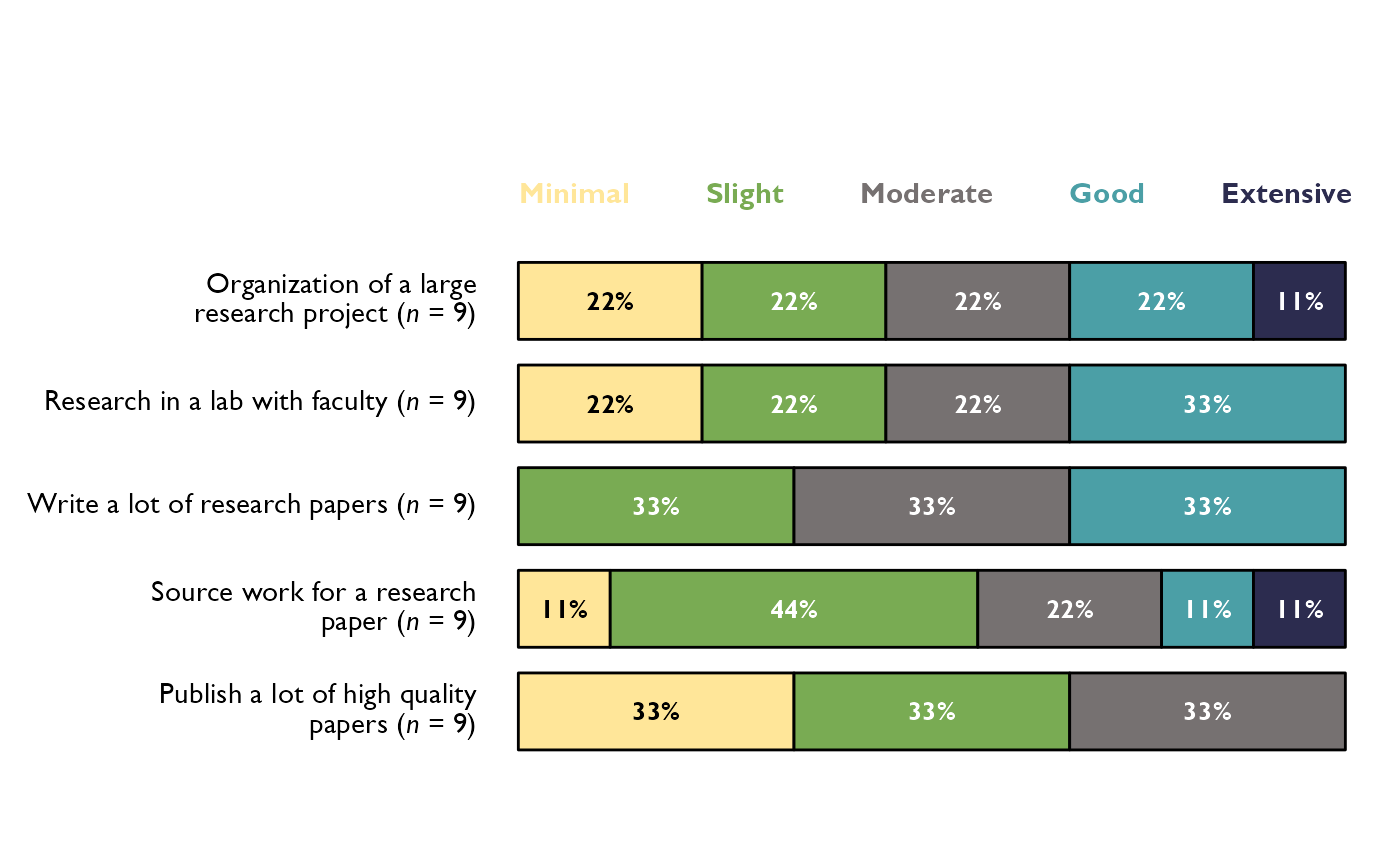 Minimal Slight Moderate Good Extensive
Organization of a large
research project (n = 9)
22% 22% 22% 22% 11%
Research in a lab with faculty (n = 9)
22% 22% 22% 33%
Write a lot of research papers (n = 9)
33% 33% 33%
Source work for a research
paper (n = 9)
11% 44% 22% 11% 11%
Publish a lot of high quality
papers (n = 9)
33% 33% 33%